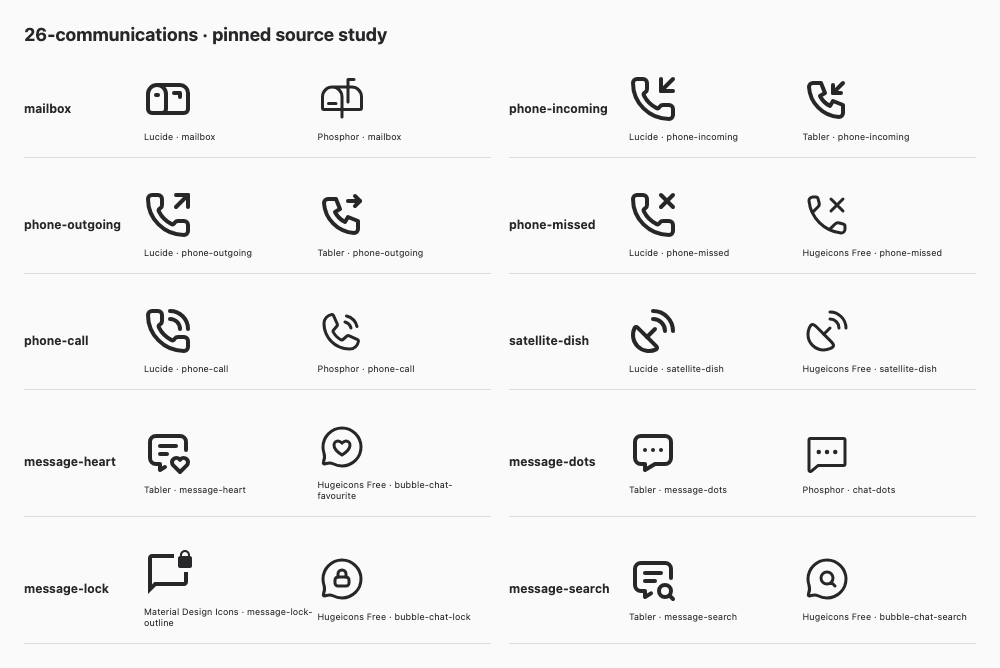 26-communications · pinned source study
mailbox
Lucide · mailbox
Phosphor · mailbox
phone-incoming
Lucide · phone-incoming
Tabler · phone-incoming
phone-outgoing
Lucide · phone-outgoing
Tabler · phone-outgoing
phone-missed
Lucide · phone-missed
Hugeicons Free · phone-missed
phone-call
Lucide · phone-call
Phosphor · phone-call
satellite-dish
Lucide · satellite-dish
Hugeicons Free · satellite-dish
message-heart
Tabler · message-heart
Hugeicons Free · bubble-chat-
favourite
message-dots
Tabler · message-dots
Phosphor · chat-dots
message-lock
Material Design Icons · message-lock-
outline
Hugeicons Free · bubble-chat-lock
message-search
Tabler · message-search
Hugeicons Free · bubble-chat-search